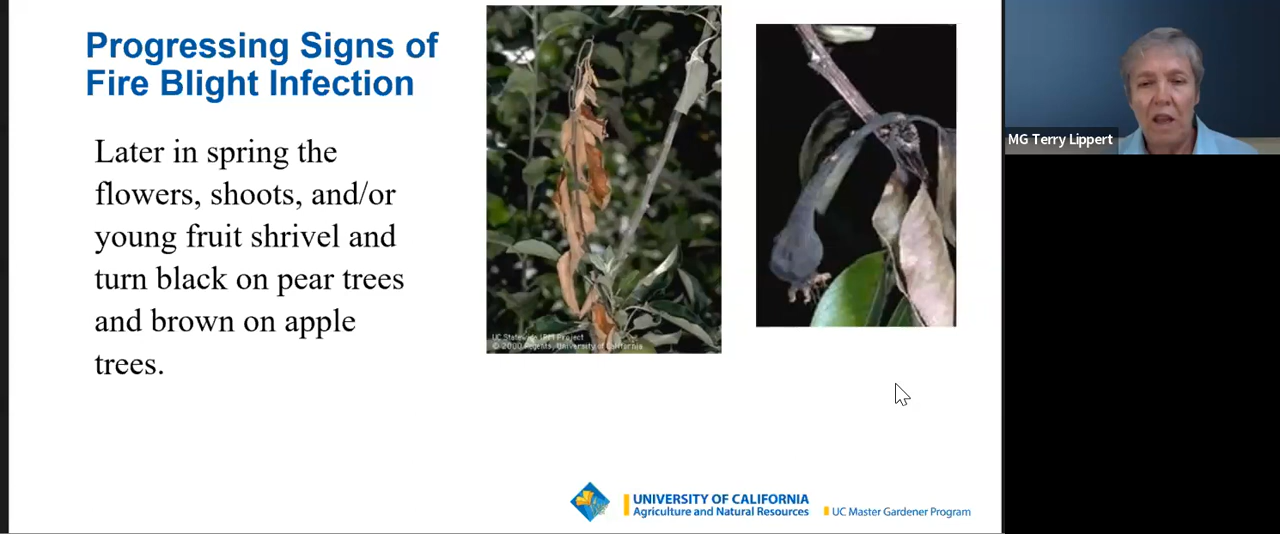 Progressing Signs of
Fire Blight Infection
Later in spring the
flowers, shoots, and/or
young fruit shrivel and
turn black on pear trees
and brown on apple
trees.
UC Statewide IPM Project
© 2000 Regents, University of California
MG Terry Lippert
UNIVERSITY OF CALIFORNIA
Agriculture and Natural Resources
UC Master Gardener Program